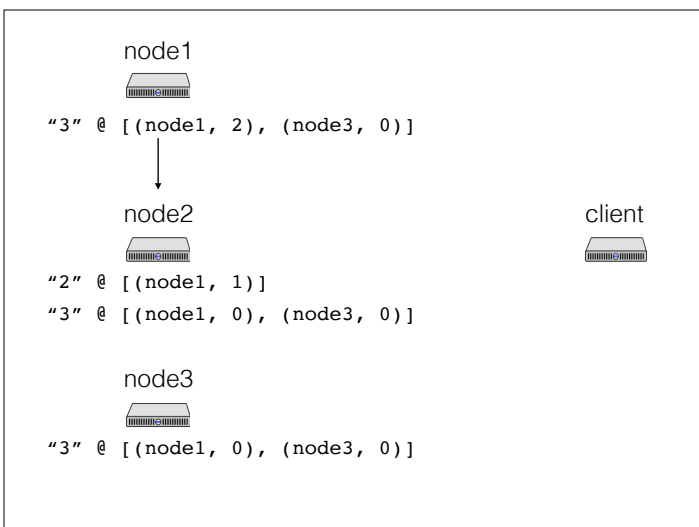 node1
“3” @ [(node1, 2), (node3, 0)]
node2
client
“2” @ [(node1, 1)]
“3” @ [(node1, 0), (node3, 0)]
node3
“3” @ [(node1, 0), (node3, 0)]